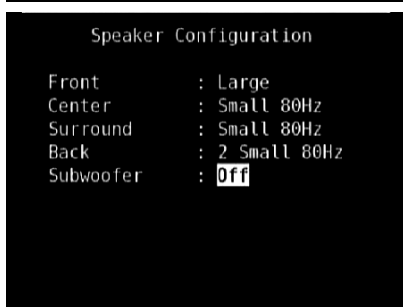 Speaker Configuration
Front : Large
Center : Small 80Hz
Surround : Small 80Hz
Back : 2 Small 80Hz
Subwoofer : Off